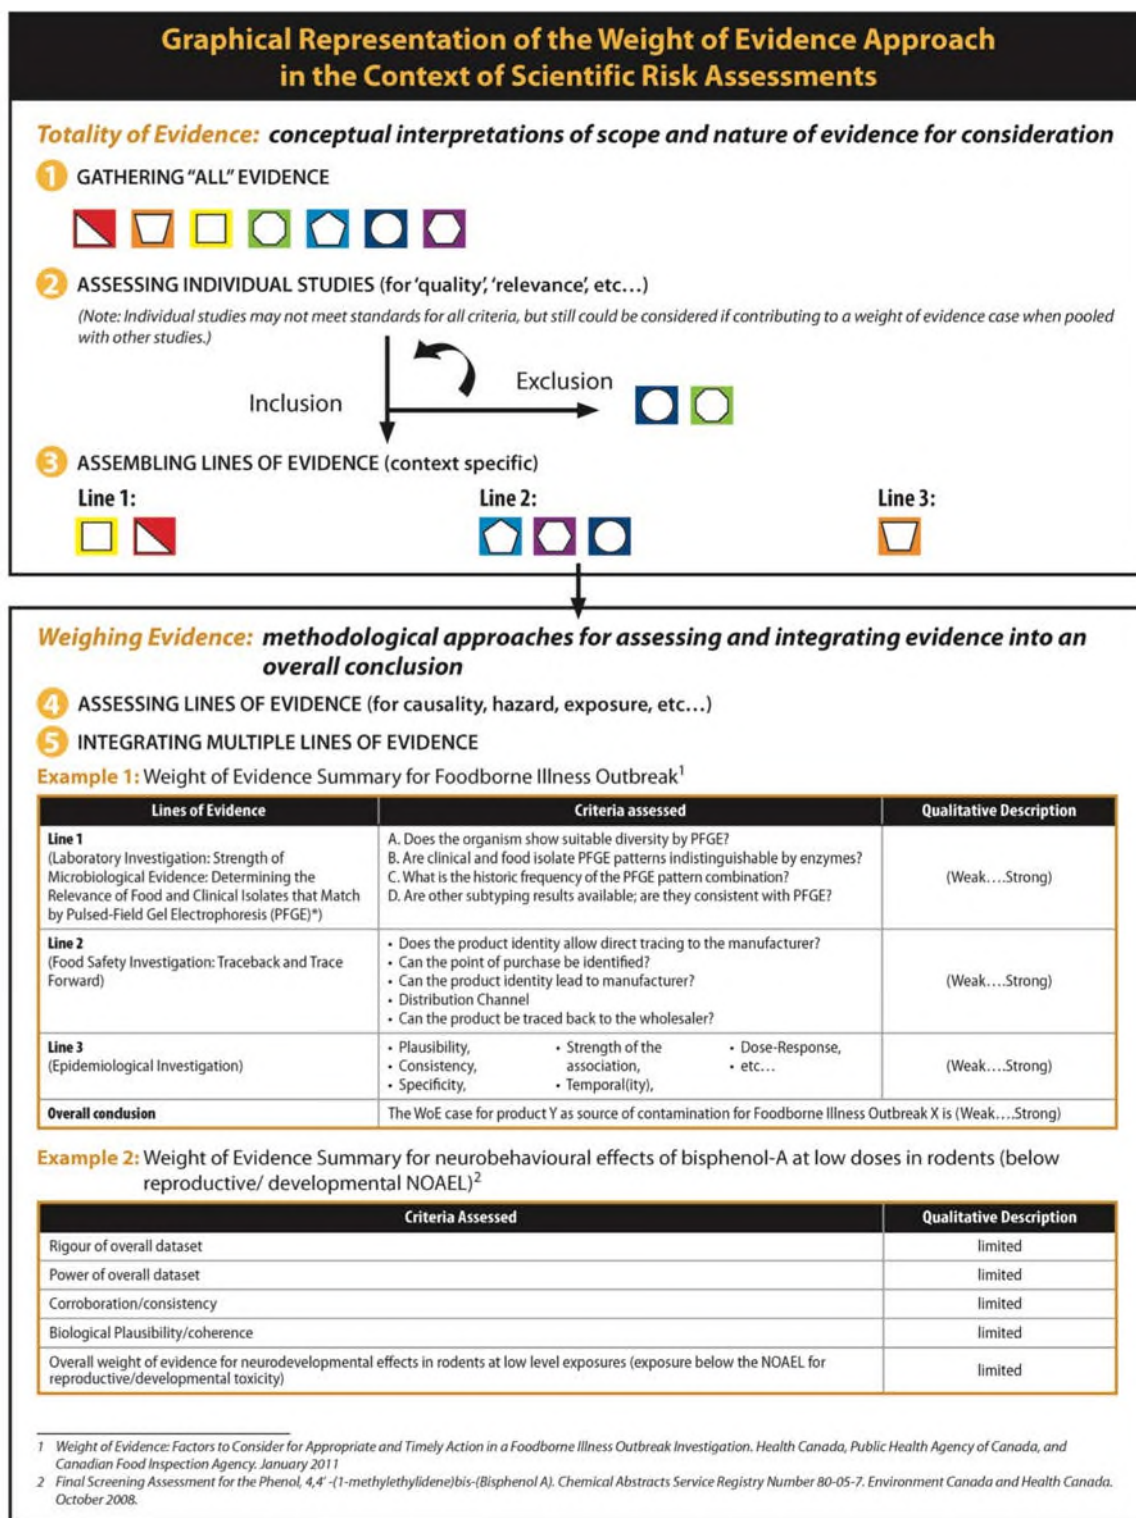 Graphical Representation of the Weight of Evidence Approach
in the Context of Scientific Risk Assessments
Totality of Evidence: conceptual interpretations of scope and nature of evidence for consideration
1 GATHERING "ALL" EVIDENCE
2 ASSESSING INDIVIDUAL STUDIES (for 'quality', 'relevance', etc...)
(Note: Individual studies may not meet standards for all criteria, but still could be considered if contributing to a weight of evidence case when pooled
with other studies.)
Exclusion
Inclusion
3 ASSEMBLING LINES OF EVIDENCE (context specific)
Line 1:
Line 2:
Line 3:
Weighing Evidence: methodological approaches for assessing and integrating evidence into an
overall conclusion
4 ASSESSING LINES OF EVIDENCE (for causality, hazard, exposure, etc...)
5 INTEGRATING MULTIPLE LINES OF EVIDENCE
Example 1: Weight of Evidence Summary for Foodborne Illness Outbreak1
Lines of Evidence
Criteria assessed
Qualitative Description
Line 1
(Laboratory Investigation: Strength of
Microbiological Evidence: Determining the
Relevance of Food and Clinical Isolates that Match
by Pulsed-Field Gel Electrophoresis (PFGE)*)
A. Does the organism show suitable diversity by PFGE?
B. Are clinical and food isolate PFGE patterns indistinguishable by enzymes?
C. What is the historic frequency of the PFGE pattern combination?
D. Are other subtyping results available; are they consistent with PFGE?
(Weak....Strong)
Line 2
(Food Safety Investigation: Traceback and Trace
Forward)
• Does the product identity allow direct tracing to the manufacturer?
• Can the point of purchase be identified?
• Can the product identity lead to manufacturer?
• Distribution Channel
• Can the product be traced back to the wholesaler?
(Weak....Strong)
Line 3
(Epidemiological Investigation)
• Plausibility,
• Consistency,
• Specificity,
• Strength of the
association,
• Temporal(ity),
• Dose-Response,
• etc...
(Weak....Strong)
Overall conclusion
The WoE case for product Y as source of contamination for Foodborne Illness Outbreak X is (Weak....Strong)
Example 2: Weight of Evidence Summary for neurobehavioural effects of bisphenol-A at low doses in rodents (below
reproductive/ developmental NOAEL)2
Criteria Assessed
Qualitative Description
Rigour of overall dataset
limited
Power of overall dataset
limited
Corroboration/consistency
limited
Biological Plausibility/coherence
limited
Overall weight of evidence for neurodevelopmental effects in rodents at low level exposures (exposure below the NOAEL for
reproductive/developmental toxicity)
limited
1 Weight of Evidence: Factors to Consider for Appropriate and Timely Action in a Foodborne Illness Outbreak Investigation. Health Canada, Public Health Agency of Canada, and
Canadian Food Inspection Agency. January 2011
2 Final Screening Assessment for the Phenol, 4,4' -(1-methylethylidene)bis-(Bisphenol A). Chemical Abstracts Service Registry Number 80-05-7. Environment Canada and Health Canada.
October 2008.